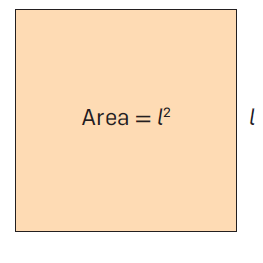 Area = l² l